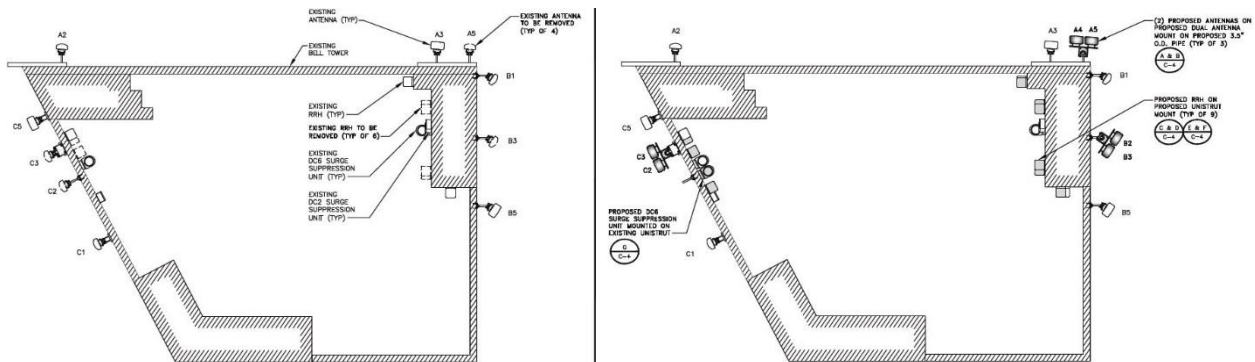 EXISTING
ANTENNA (TYP)
A3
A5
EXISTING ANTENNA
TO BE REMOVED
(TYP OF 4)
A2
EXISTING
BELL TOWER
B1
EXISTING
RRH (TYP)
EXISTING RRH TO BE
REMOVED (TYP OF 6)
C5
B3
C3
EXISTING
DC6 SURGE
SUPPRESSION
UNIT (TYP)
C2
EXISTING
DC2 SURGE
SUPPRESSION
UNIT (TYP)
B5
C1
A2
A3
A4 A5
(2) PROPOSED ANTENNAS ON
PROPOSED DUAL ANTENNA
MOUNT ON PROPOSED 3.5"
O.D. PIPE (TYP OF 3)
A & B
C-4
B1
PROPOSED RRH ON
PROPOSED UNISTRUT
MOUNT (TYP OF 9)
C & D
C-4
E & F
C-4
C5
B2
B3
C3
C2
B5
PROPOSED DC6
SURGE SUPPRESSION
UNIT MOUNTED ON
EXISTING UNISTRUT
G
C-4
C1